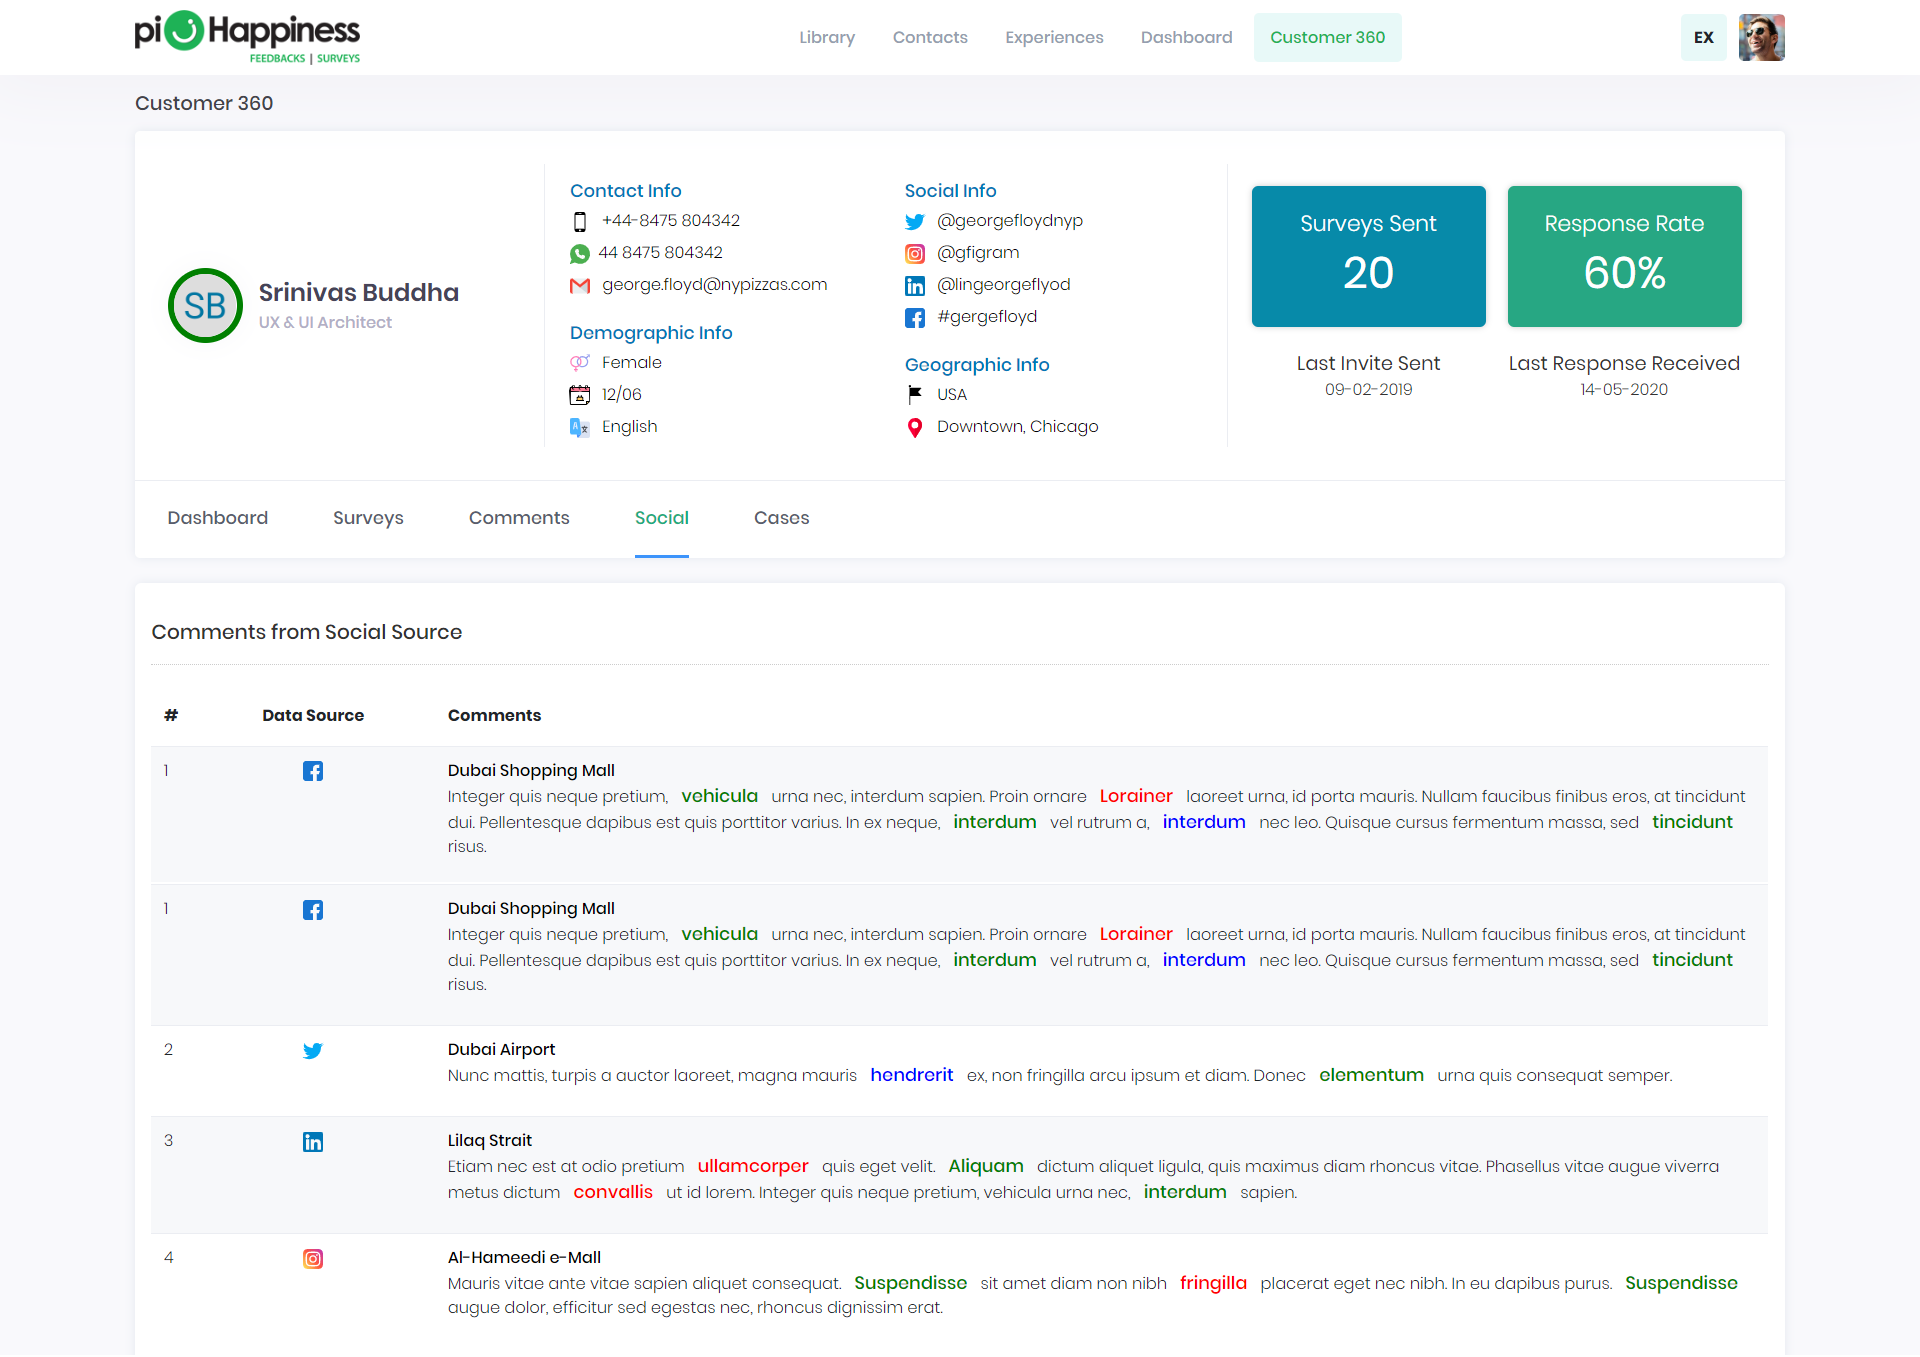 pi Happiness
FEEDBACKS | SURVEYS
Library
Contacts
Experiences
Dashboard
Customer 360
EX
Customer 360
SB
Srinivas Buddha
UX & UI Architect
Contact Info
+44-8475 804342
44 8475 804342
george.floyd@nypizzas.com
Demographic Info
Female
12/06
English
Social Info
@georgefloydnyp
@gfigram
@lingeorgeflyod
#gergefloyd
Geographic Info
USA
Downtown, Chicago
Surveys Sent
20
Response Rate
60%
Last Invite Sent
09-02-2019
Last Response Received
14-05-2020
Dashboard
Surveys
Comments
Social
Cases
Comments from Social Source
# Data Source Comments
1
Dubai Shopping Mall
Integer quis neque pretium, vehicula urna nec, interdum sapien. Proin ornare Lorainer laoreet urna, id porta mauris. Nullam faucibus finibus eros, at tincidunt
dui. Pellentesque dapibus est quis porttitor varius. In ex neque, interdum vel rutrum a, interdum nec leo. Quisque cursus fermentum massa, sed tincidunt
risus.
1
Dubai Shopping Mall
Integer quis neque pretium, vehicula urna nec, interdum sapien. Proin ornare Lorainer laoreet urna, id porta mauris. Nullam faucibus finibus eros, at tincidunt
dui. Pellentesque dapibus est quis porttitor varius. In ex neque, interdum vel rutrum a, interdum nec leo. Quisque cursus fermentum massa, sed tincidunt
risus.
2
Dubai Airport
Nunc mattis, turpis a auctor laoreet, magna mauris hendrerit ex, non fringilla arcu ipsum et diam. Donec elementum urna quis consequat semper.
3
Lilaq Strait
Etiam nec est at odio pretium ullamcorper quis eget velit. Aliquam dictum aliquet ligula, quis maximus diam rhoncus vitae. Phasellus vitae augue viverra
metus dictum convallis ut id lorem. Integer quis neque pretium, vehicula urna nec, interdum sapien.
4
Al-Hameedi e-Mall
Mauris vitae ante vitae sapien aliquet consequat. Suspendisse sit amet diam non nibh fringilla placerat eget nec nibh. In eu dapibus purus. Suspendisse
augue dolor, efficitur sed egestas nec, rhoncus dignissim erat.